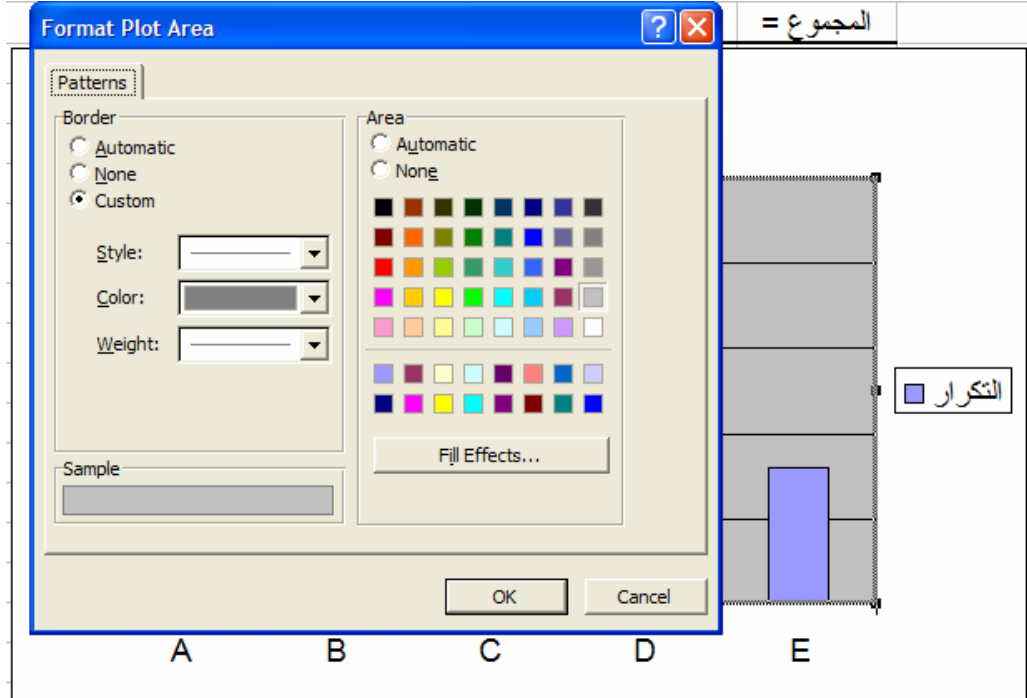 Format Plot Area
المجموع =
Patterns
Border
Automatic
None
Custom
Style:
Color:
Weight:
Sample
Area
Automatic
None
Fill Effects...
OK
Cancel
التكرار
A B C D E